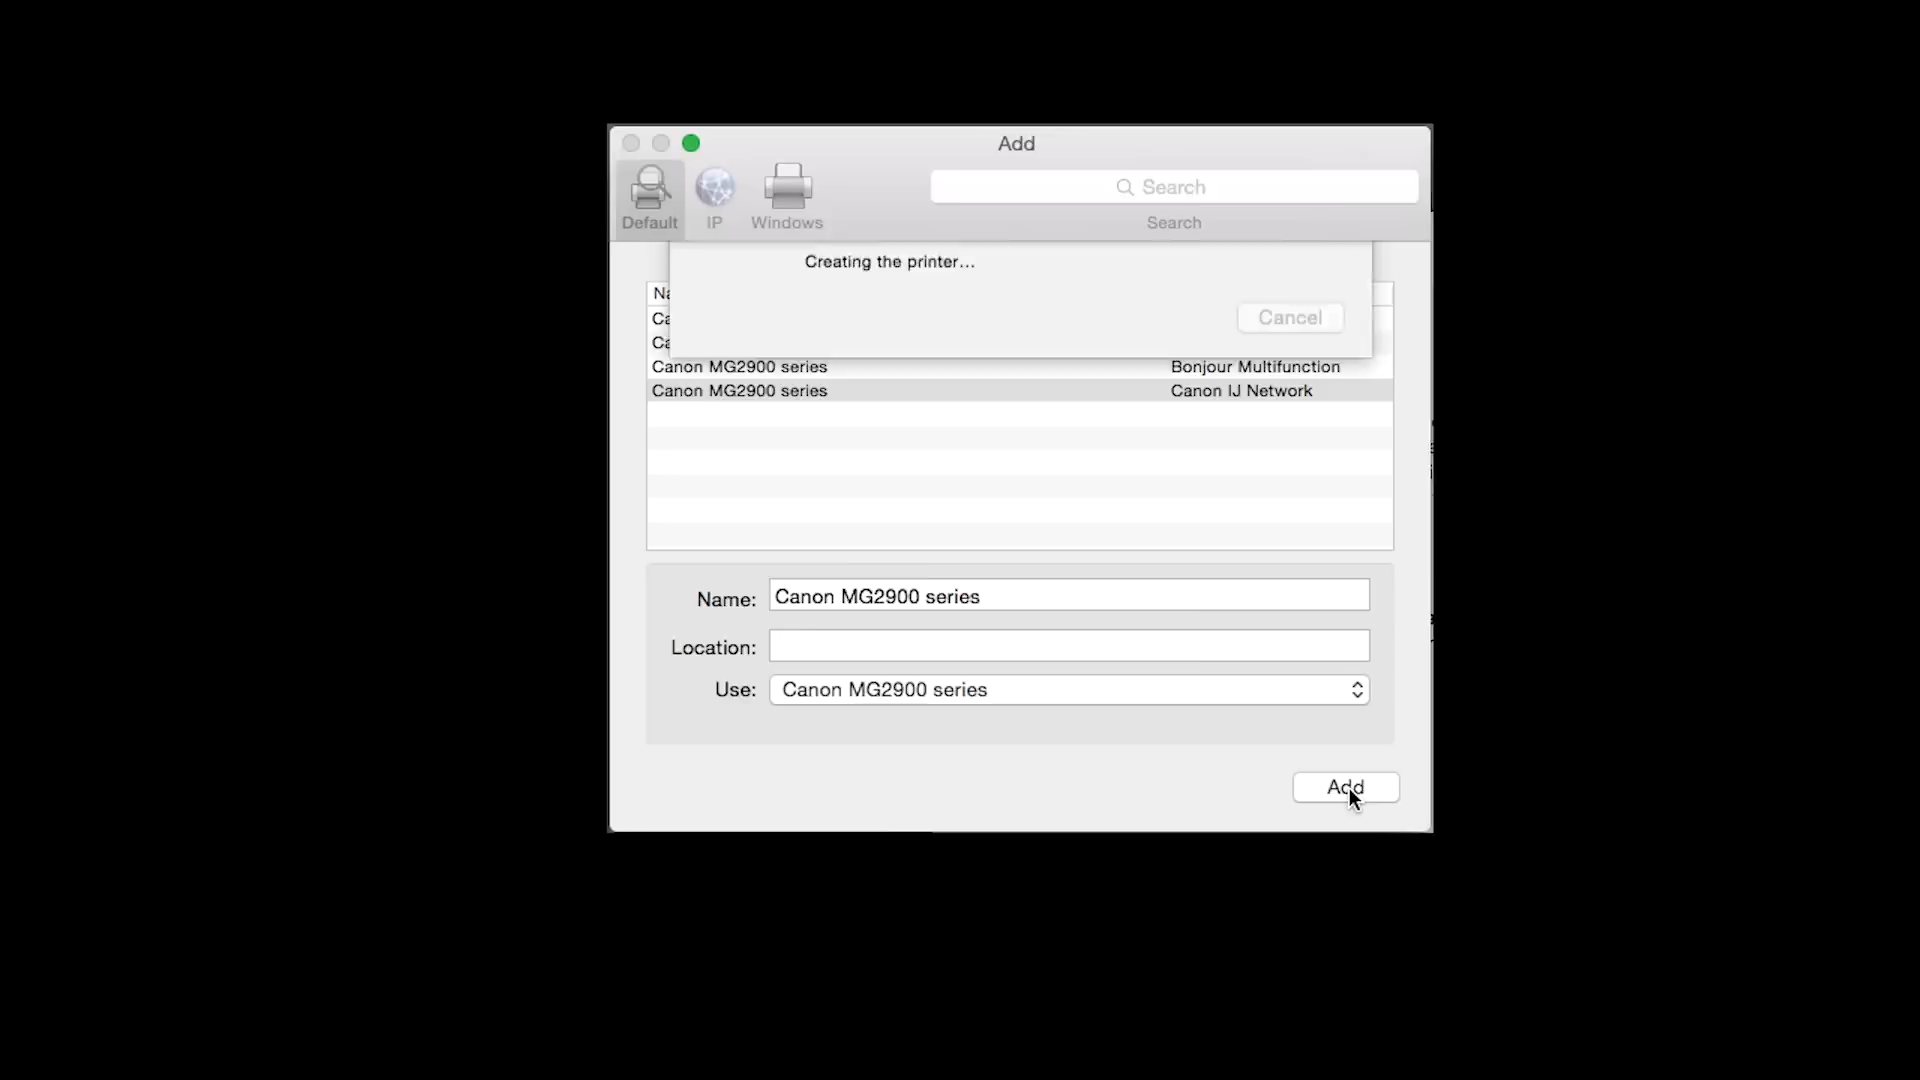 Add
Search
Default IP Windows Search
Creating the printer...
Cancel
Canon MG2900 series Bonjour Multifunction
Canon MG2900 series Canon IJ Network
Name: Canon MG2900 series
Location:
Use: Canon MG2900 series
Add